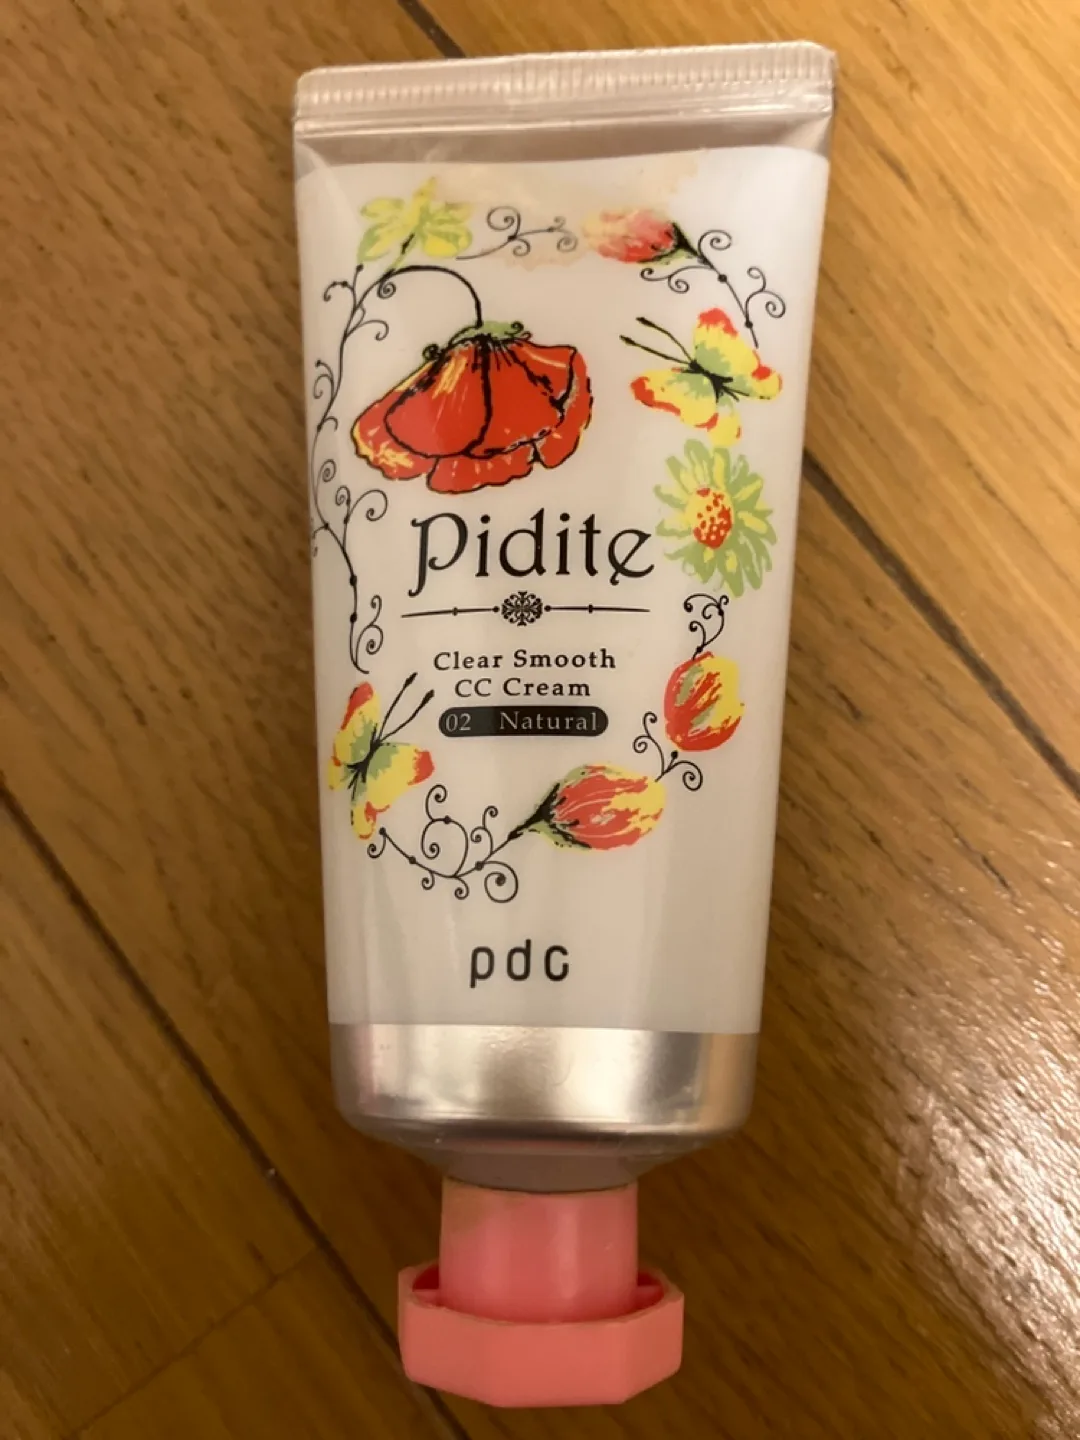 Pidite
Clear Smooth
CC Cream
02 Natural
pdc